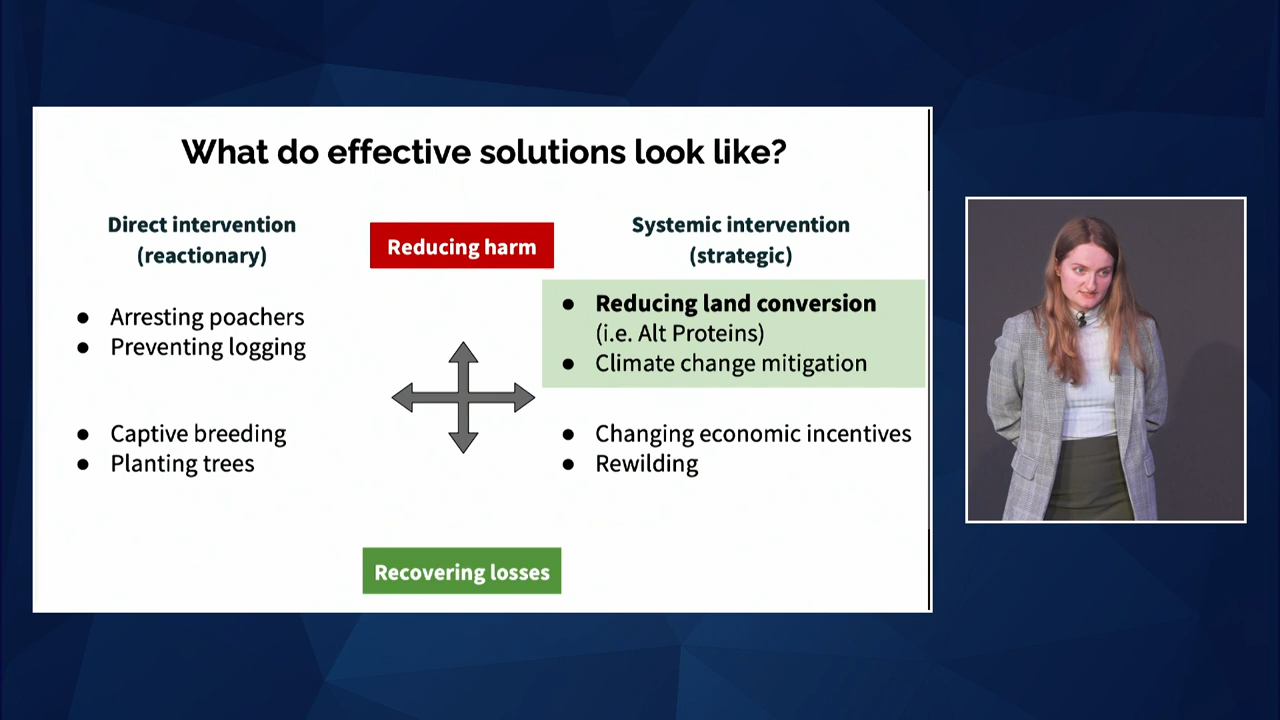 What do effective solutions look like?
Direct intervention
(reactionary)
Reducing harm
Systemic intervention
(strategic)
● Arresting poachers
● Preventing logging
● Reducing land conversion
(i.e. Alt Proteins)
● Climate change mitigation
● Captive breeding
● Planting trees
● Changing economic incentives
● Rewilding
Recovering losses